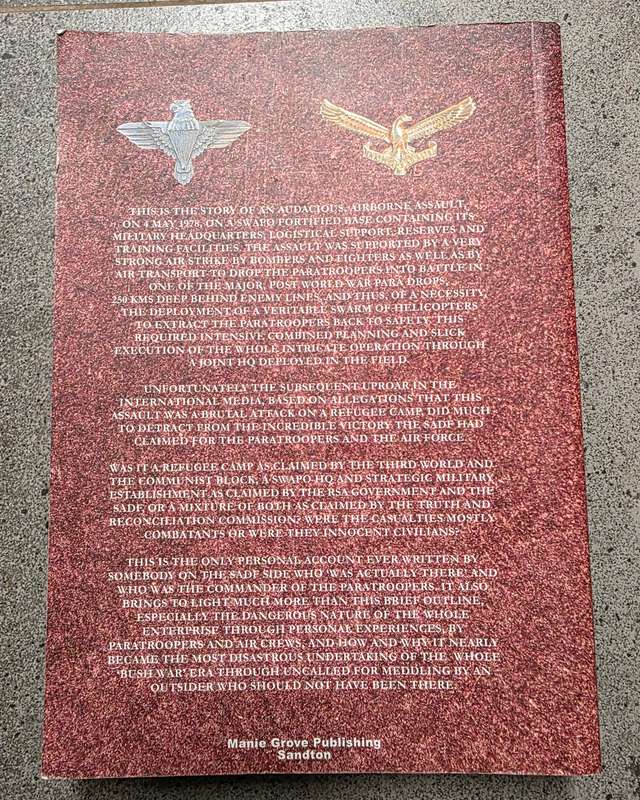 THIS IS THE STORY OF AN AUDACIOUS, AIRBORNE ASSAULT,
ON 4 MAY 1978, ON A SWAPO FORTIFIED BASE CONTAINING ITS
MILITARY HEADQUARTERS, LOGISTICAL SUPPORT, RESERVES AND
TRAINING FACILITIES. THE ASSAULT WAS SUPPORTED BY A VERY
STRONG AIR STRIKE BY BOMBERS AND FIGHTERS AS WELL AS BY
AIR TRANSPORT TO DROP THE PARATROOPERS INTO BATTLE IN
ONE OF THE MAJOR, POST WORLD WAR PARA DROPS,
250 KMS DEEP BEHIND ENEMY LINES, AND THUS, OF A NECESSITY,
THE DEPLOYMENT OF A VERITABLE SWARM OF HELICOPTERS
TO EXTRACT THE PARATROOPERS BACK TO SAFETY. THIS
REQUIRED INTENSIVE COMBINED PLANNING AND SLICK
EXECUTION OF THE WHOLE INTRICATE OPERATION THROUGH
A JOINT HQ DEPLOYED IN THE FIELD.
UNFORTUNATELY THE SUBSEQUENT UPROAR IN THE
INTERNATIONAL MEDIA, BASED ON ALLEGATIONS THAT THIS
ASSAULT WAS A BRUTAL ATTACK ON A REFUGEE CAMP, DID MUCH
TO DETRACT FROM THE INCREDIBLE VICTORY THE SADF HAD
CLAIMED FOR THE PARATROOPERS AND THE AIR FORCE.
WAS IT A REFUGEE CAMP AS CLAIMED BY THE THIRD WORLD AND
THE COMMUNIST BLOCK, A SWAPO HQ AND STRATEGIC MILITARY
ESTABLISHMENT AS CLAIMED BY THE RSA GOVERNMENT AND THE
SADF, OR A MIXTURE OF BOTH AS CLAIMED BY THE TRUTH AND
RECONCILIATION COMMISSION? WERE THE CASUALTIES MOSTLY
COMBATANTS OR WERE THEY INNOCENT CIVILIANS?
THIS IS THE ONLY PERSONAL ACCOUNT EVER WRITTEN BY
SOMEBODY ON THE SADF SIDE WHO 'WAS ACTUALLY THERE' AND
WHO WAS THE COMMANDER OF THE PARATROOPERS. IT ALSO
BRINGS TO LIGHT MUCH MORE THAN THIS BRIEF OUTLINE,
ESPECIALLY THE DANGEROUS NATURE OF THE WHOLE
ENTERPRISE THROUGH PERSONAL EXPERIENCES, BY
PARATROOPERS AND AIR CREWS, AND HOW AND WHY IT NEARLY
BECAME THE MOST DISASTROUS UNDERTAKING OF THE WHOLE
'BUSH WAR' ERA THROUGH UNCALLED FOR MEDDLING BY AN
OUTSIDER WHO SHOULD NOT HAVE BEEN THERE.
Manie Grove Publishing
Sandton